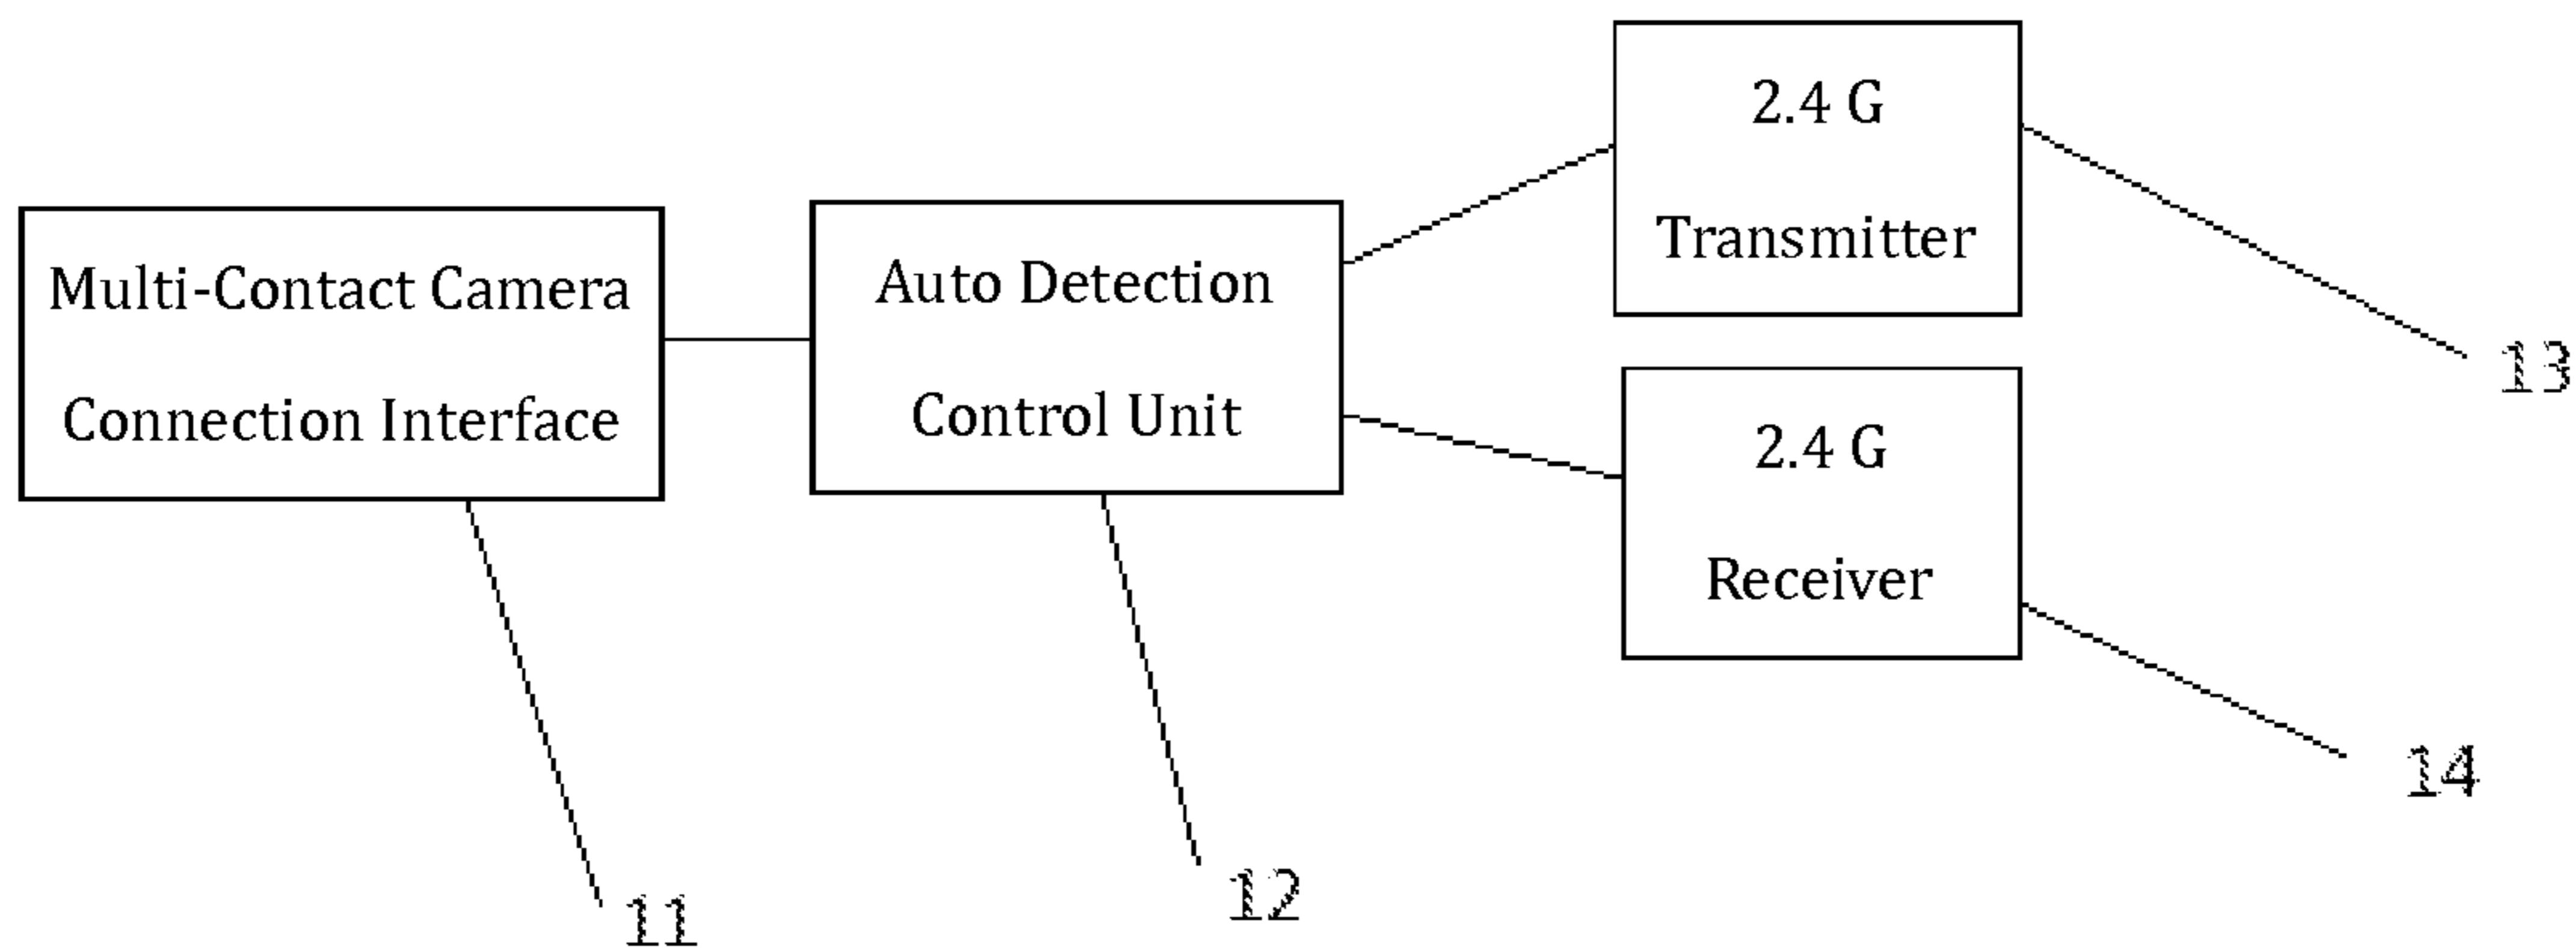 Multi-Contact Camera
Connection Interface
Auto Detection
Control Unit
2.4 G
Transmitter
2.4 G
Receiver
11
12
13
14